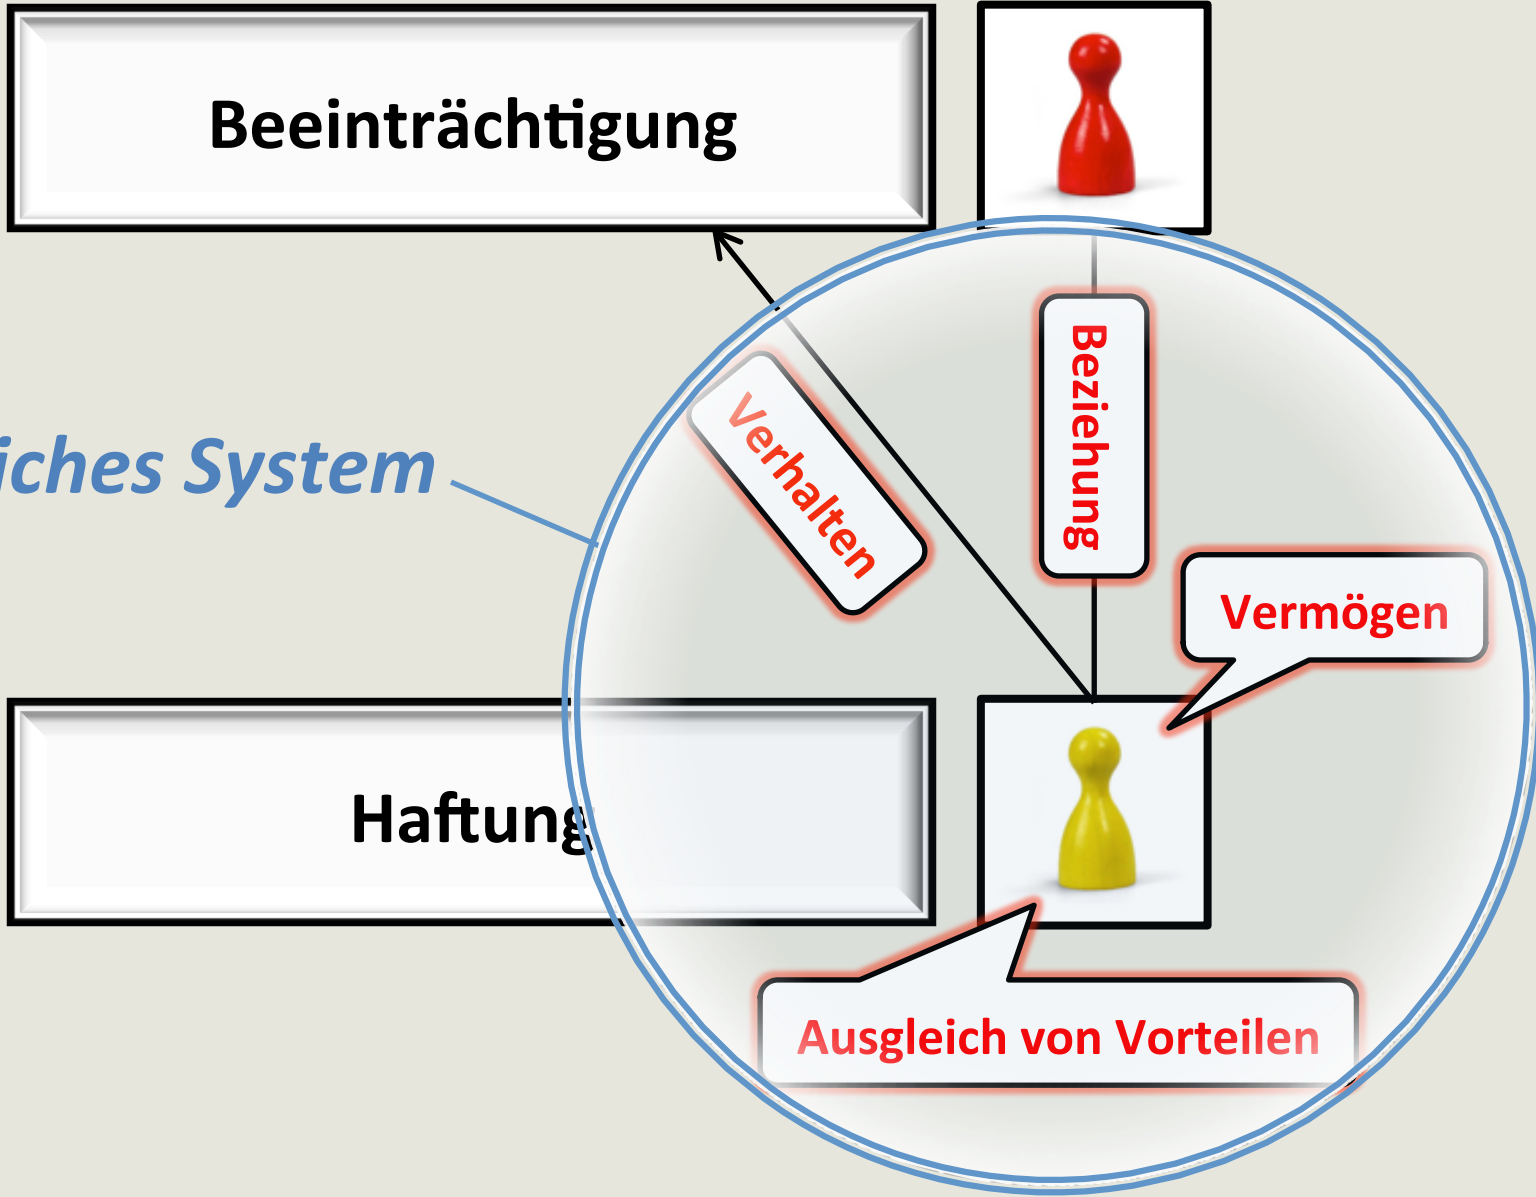 Beeinträchtigung
Beziehung
Verhalten
iches System
Vermögen
Haftung
Ausgleich von Vorteilen